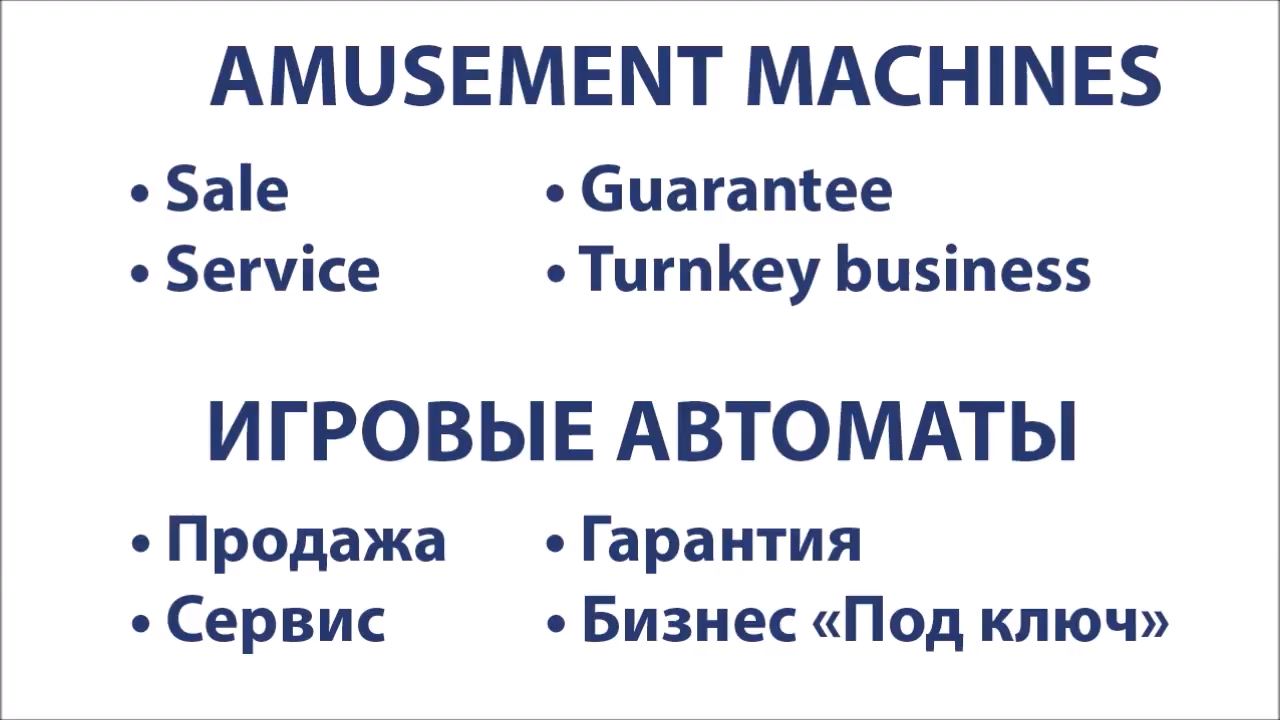 AMUSEMENT MACHINES
• Sale • Guarantee
• Service • Turnkey business
ИГРОВЫЕ АВТОМАТЫ
• Продажа • Гарантия
• Сервис • Бизнес «Под ключ»